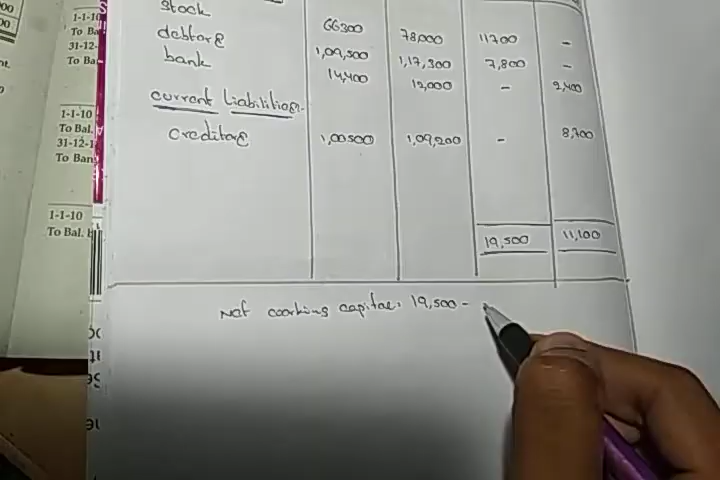 stock 66300 78,000 11700 -
debtors 1,09,500 1,17,300 7,800 -
bank 14,400 12,000 - 2,400
current liabilities.
creditors 1,00500 1,09,200 - 8,700
19,500 11,100
Net working capital: 19,500 -
1-1-10
To Ba
31-12-
To Ba
1-1-10
To Bal.
31-12-1
To Ban
1-1-10
To Bal.